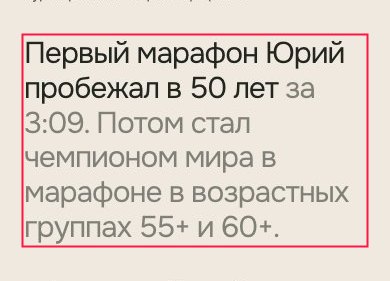 Первый марафон Юрий
пробежал в 50 лет за
3:09. Потом стал
чемпионом мира в
марафоне в возрастных
группах 55+ и 60+.